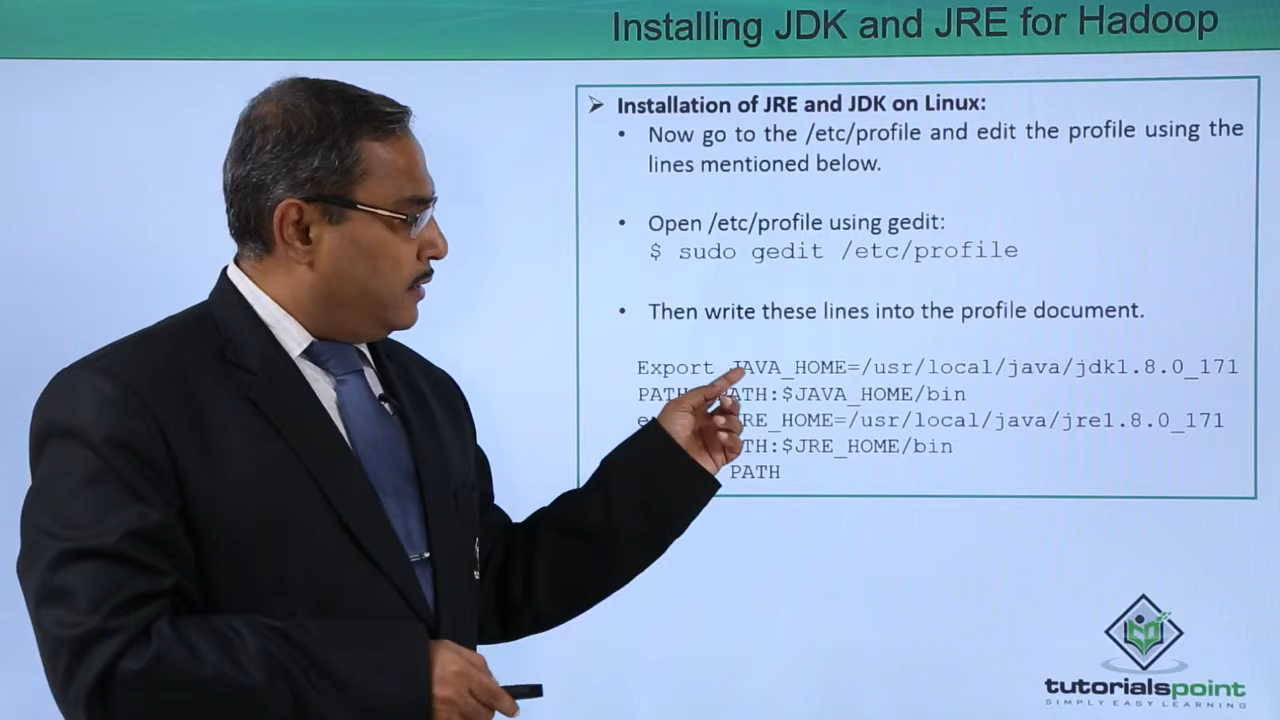 Installing JDK and JRE for Hadoop
Installation of JRE and JDK on Linux:
• Now go to the /etc/profile and edit the profile using the
lines mentioned below.
• Open /etc/profile using gedit:
$ sudo gedit /etc/profile
• Then write these lines into the profile document.
Export JAVA_HOME=/usr/local/java/jdk1.8.0_171
PATH ATH:$JAVA_HOME/bin
e RE_HOME=/usr/local/java/jre1.8.0_171
TH:$JRE_HOME/bin
PATH
tutorialspoint
SIMPLY EASY LEARNING